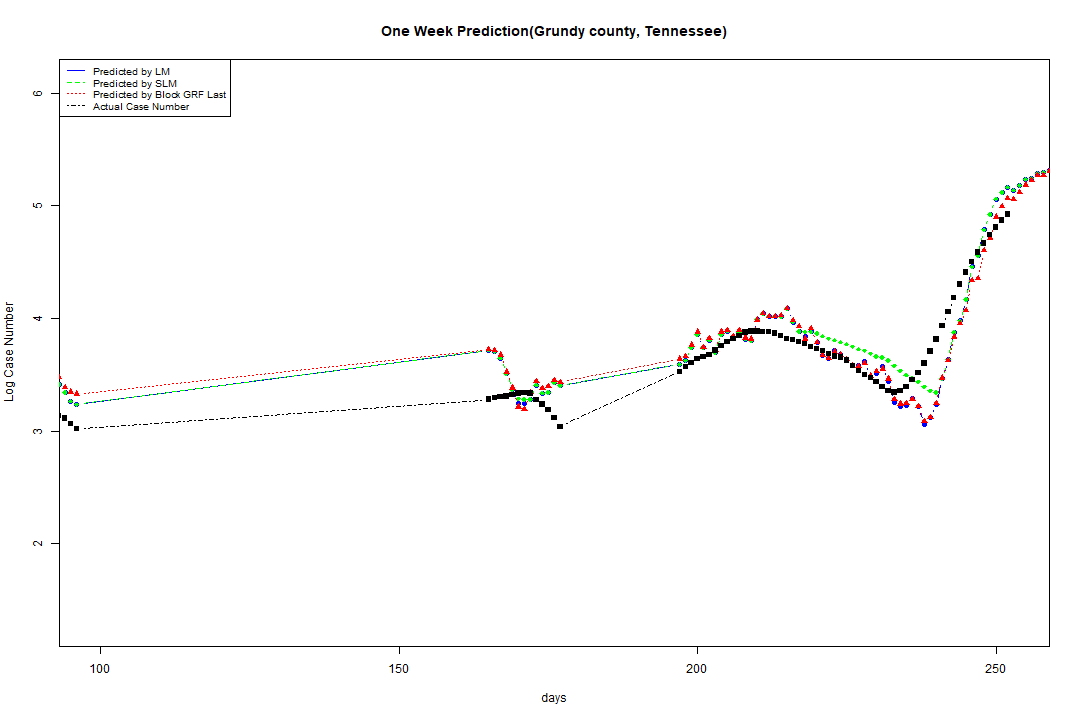 One Week Prediction(Grundy county, Tennessee)
Predicted by LM
Predicted by SLM
Predicted by Block GRF Last
Actual Case Number
6
5
4
3
2
Log Case Number
100 150 200 250
days